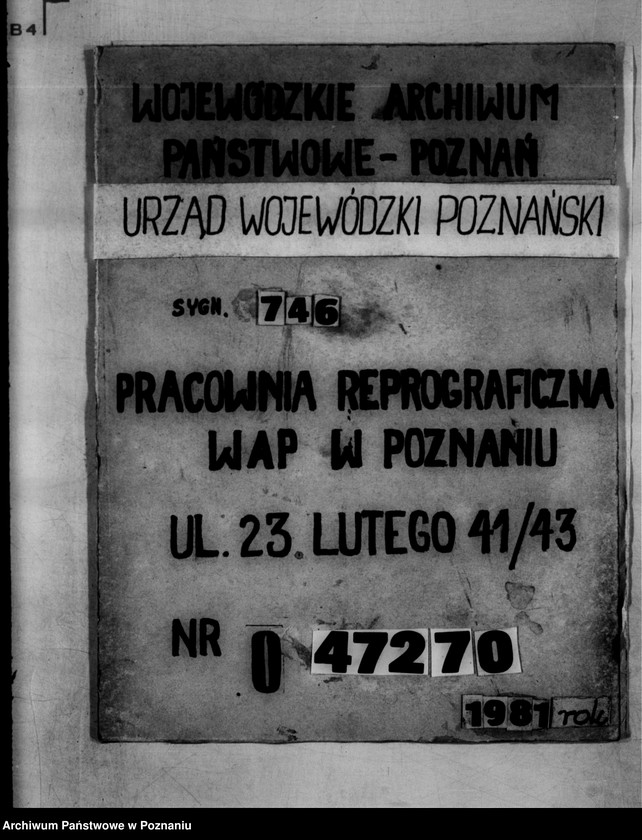 B4
WOJEWÓDZKIE ARCHIWUM
PAŃSTWOWE - POZNAŃ
URZĄD WOJEWÓDZKI POZNAŃSKI
SYGN. 746
PRACOWNIA REPROGRAFICZNA
WAP W POZNANIU
UL. 23. LUTEGO 41/43
NR 0 47270
1981 roku
Archiwum Państwowe w Poznaniu